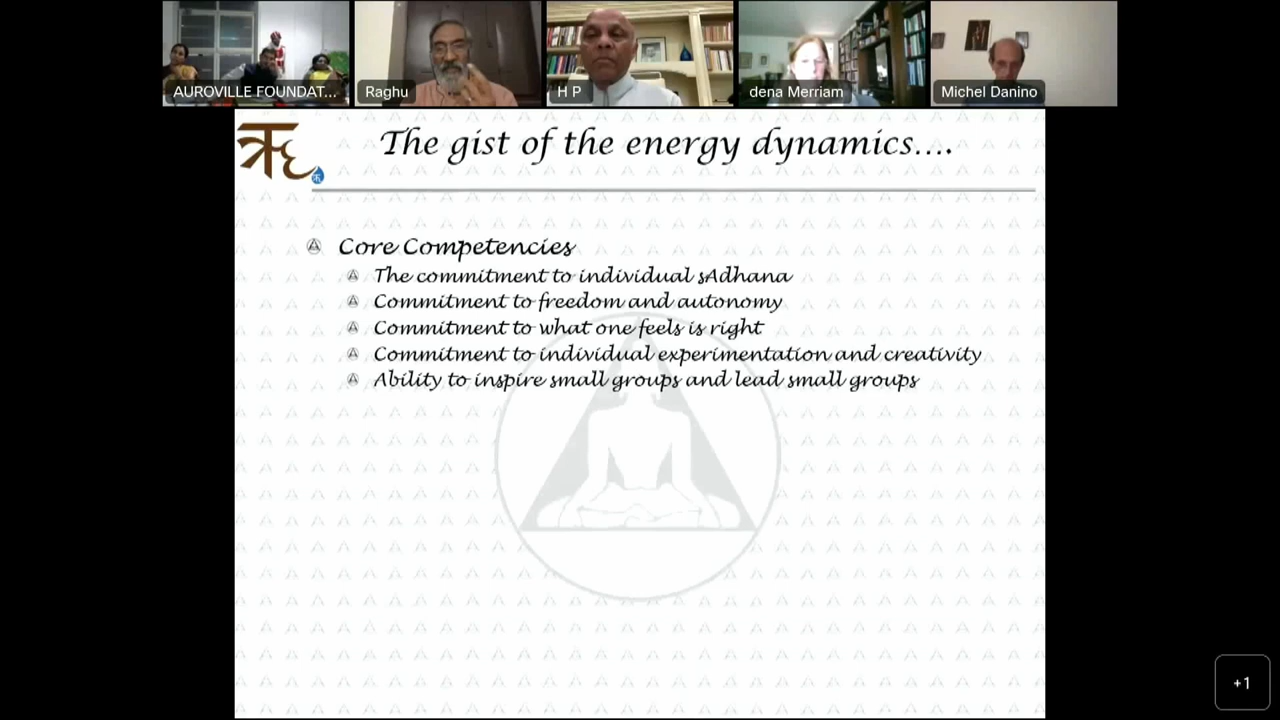 AUROVILLE FOUNDAT...
Raghu
H P
dena Merriam
Michel Danino
The gist of the energy dynamics....
Core Competencies
The commitment to individual sAdhana
Commitment to freedom and autonomy
Commitment to what one feels is right
Commitment to individual experimentation and creativity
Ability to inspire small groups and lead small groups
+1